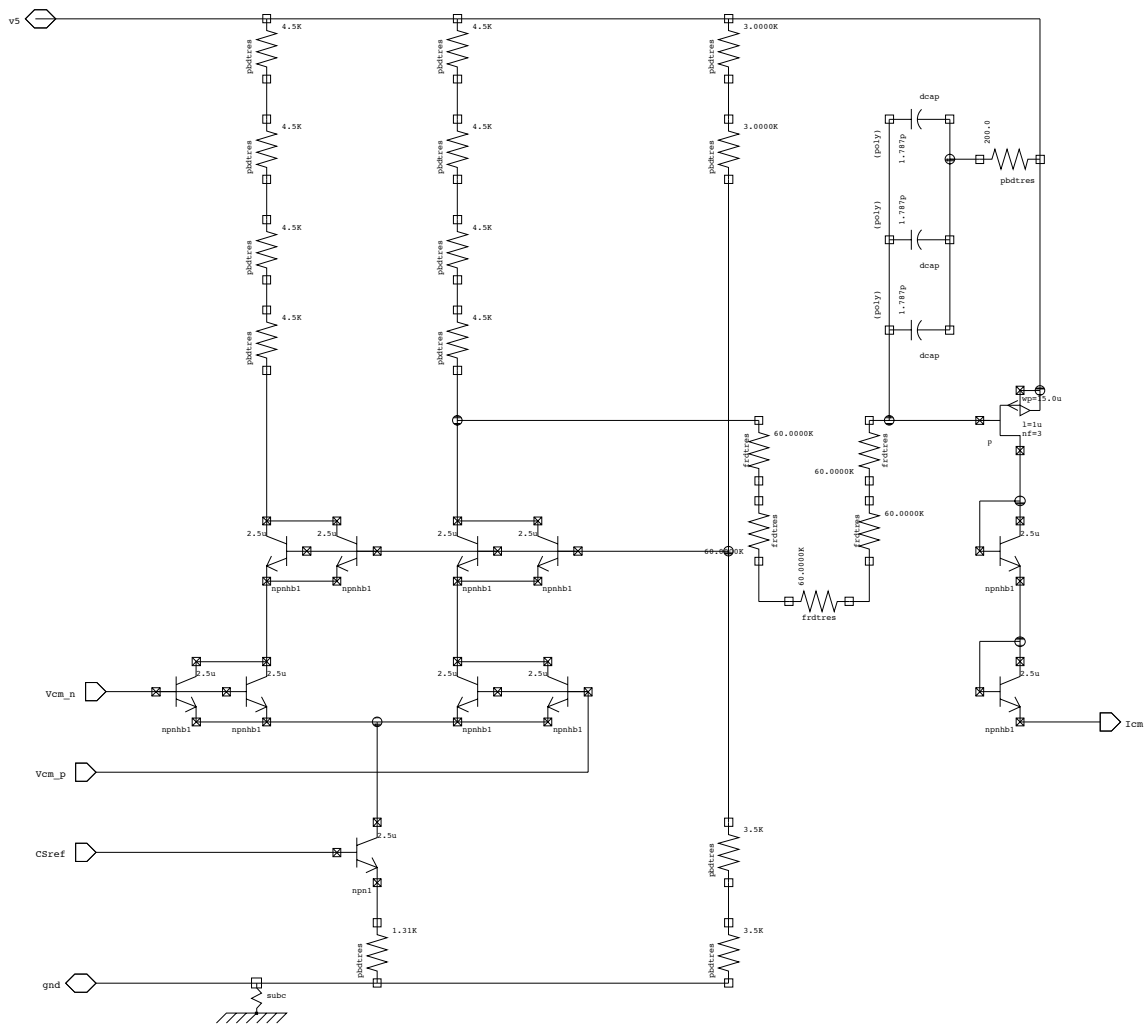 v5
4.5K
pbdtres
4.5K
pbdtres
3.0000K
pbdtres
dcap
(poly)
1.787p
4.5K
pbdtres
4.5K
pbdtres
3.0000K
pbdtres
200.0
pbdtres
(poly)
1.787p
dcap
4.5K
pbdtres
4.5K
pbdtres
(poly)
1.787p
dcap
4.5K
pbdtres
4.5K
pbdtres
wp=15.0u
l=1u
nf=3
p
60.0000K
frdtres
60.0000K
frdtres
60.0000K
frdtres
60.0000K
frdtres
60.0000K
frdtres
2.5u
npnhb1
2.5u
npnhb1
2.5u
npnhb1
2.5u
npnhb1
2.5u
npnhb1
Vcm_n
2.5u
npnhb1
2.5u
npnhb1
2.5u
npnhb1
2.5u
npnhb1
2.5u
npnhb1
Icm
Vcm_p
CSref
2.5u
npn1
3.5K
pbdtres
1.31K
pbdtres
3.5K
pbdtres
gnd
subc